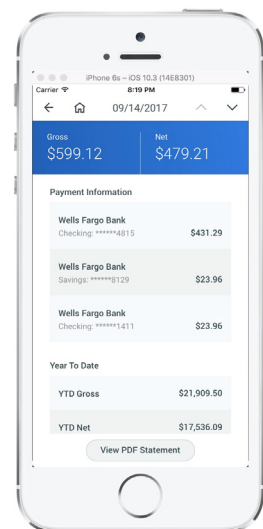 iPhone 6s – iOS 10.3 (14E8301)
Carrier 8:19 PM
09/14/2017
Gross Net
$599.12 $479.21
Payment Information
Wells Fargo Bank
Checking: ******4815 $431.29
Wells Fargo Bank
Savings: ******8129 $23.96
Wells Fargo Bank
Checking: ******1411 $23.96
Year To Date
YTD Gross $21,909.50
YTD Net $17,536.09
View PDF Statement